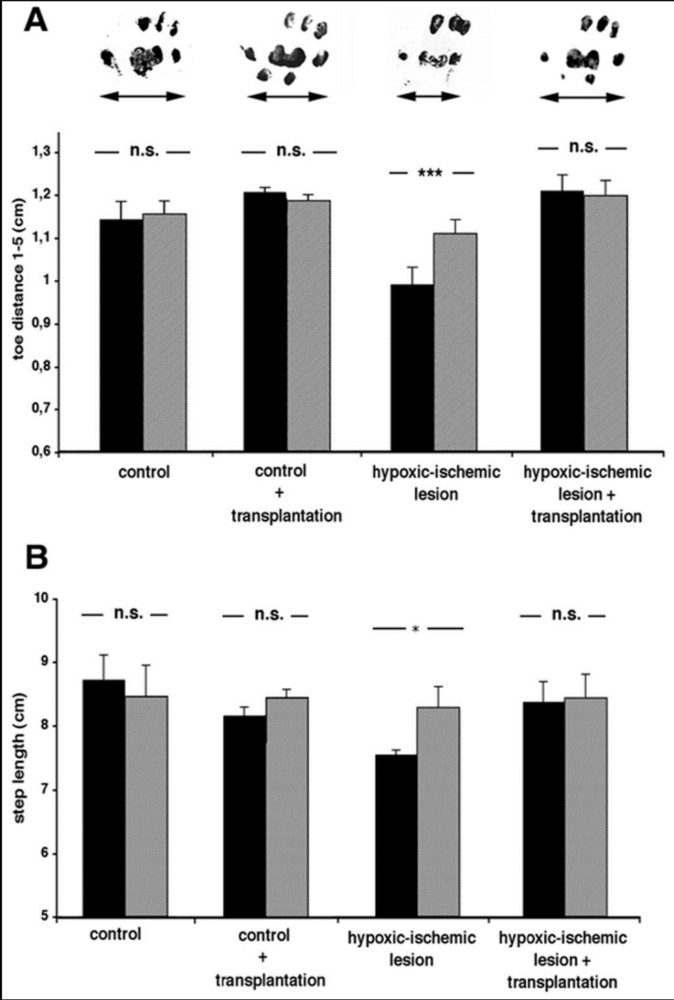 A
1,3
1,2
1,1
1
0,9
0,8
0,7
0,6
toe distance 1-5 (cm)
n.s.
n.s.
***
n.s.
control
control
+
transplantation
hypoxic-ischemic
lesion
hypoxic-ischemic
lesion +
transplantation
B
10
9
8
7
6
5
step length (cm)
n.s.
n.s.
*
n.s.
control
control
+
transplantation
hypoxic-ischemic
lesion
hypoxic-ischemic
lesion +
transplantation